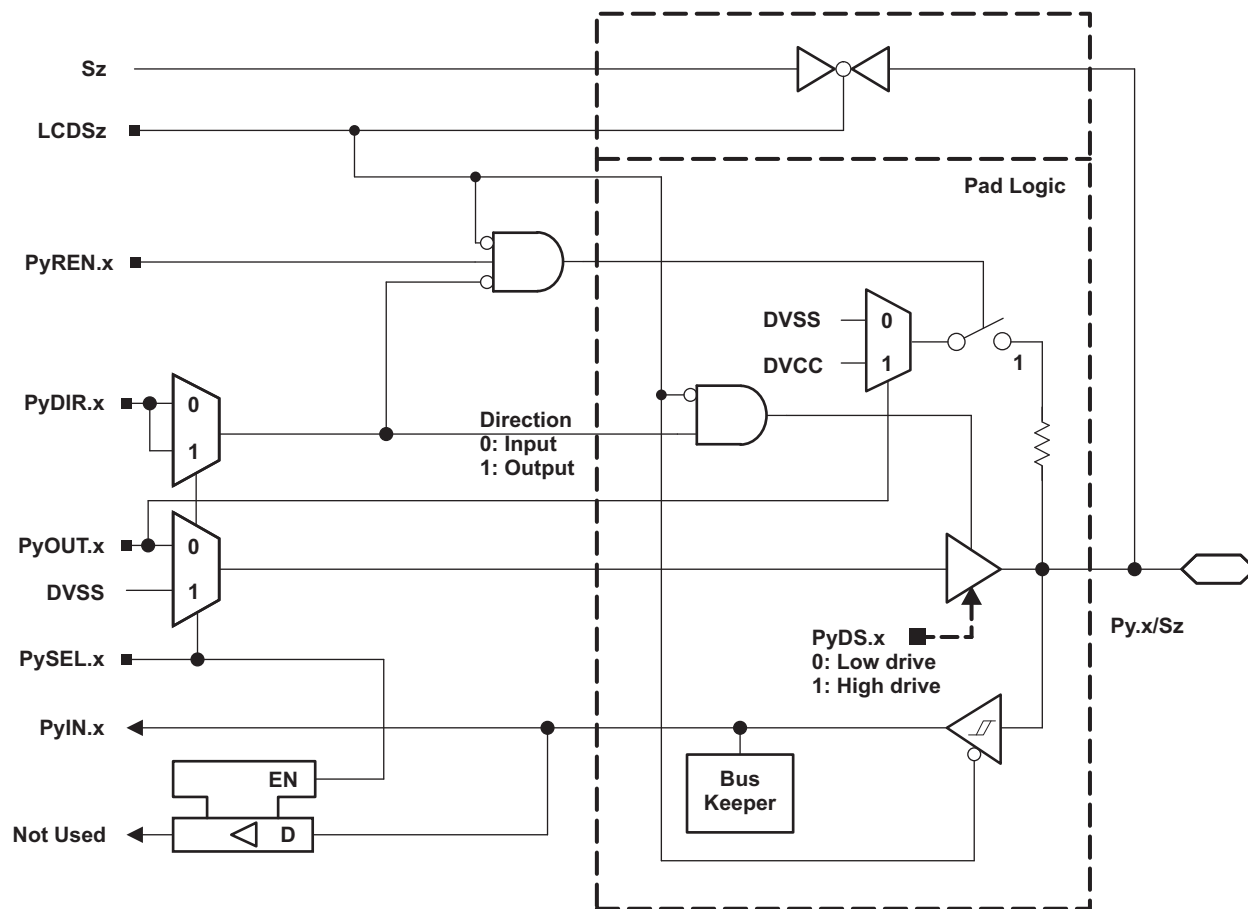 Sz
LCDSz
Pad Logic
PyREN.x
DVSS
0
DVCC
1
1
PyDIR.x
0
1
Direction
0: Input
1: Output
PyOUT.x
0
DVSS
1
Py.x/Sz
PySEL.x
PyDS.x
0: Low drive
1: High drive
PyIN.x
EN
Bus
Keeper
Not Used
D